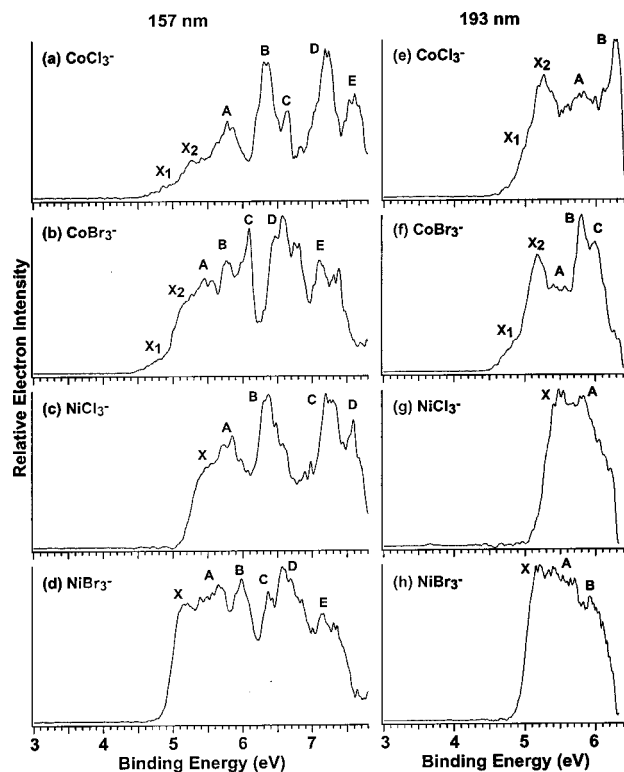 157 nm
193 nm
Relative Electron Intensity
(a) CoCl₃⁻
X₁
X₂
A
B
C
D
E
(e) CoCl₃⁻
X₁
X₂
A
B
(b) CoBr₃⁻
X₁
X₂
A
B
C
D
E
(f) CoBr₃⁻
X₁
X₂
A
B
C
(c) NiCl₃⁻
X
A
B
C
D
(g) NiCl₃⁻
X
A
(d) NiBr₃⁻
X
A
B
C
D
E
(h) NiBr₃⁻
X
A
B
3 4 5 6 7
3 4 5 6
Binding Energy (eV)
Binding Energy (eV)